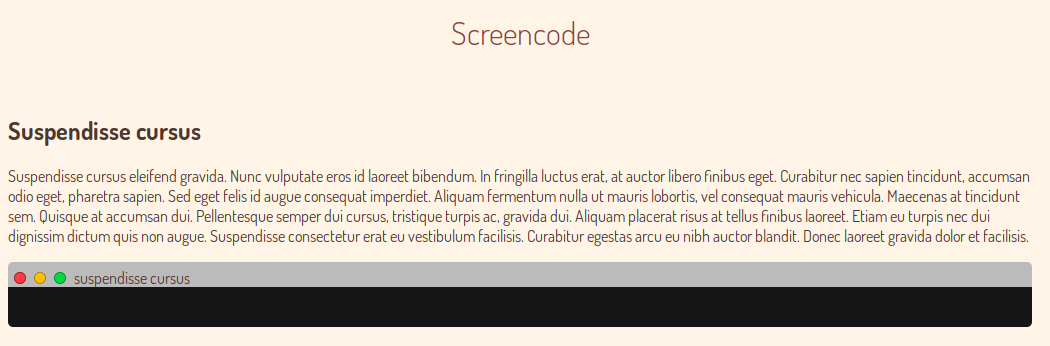 Screencode
Suspendisse cursus
Suspendisse cursus eleifend gravida. Nunc vulputate eros id laoreet bibendum. In fringilla luctus erat, at auctor libero finibus eget. Curabitur nec sapien tincidunt, accumsan
odio eget, pharetra sapien. Sed eget felis id augue consequat imperdiet. Aliquam fermentum nulla ut mauris lobortis, vel consequat mauris vehicula. Maecenas at tincidunt
sem. Quisque at accumsan dui. Pellentesque semper dui cursus, tristique turpis ac, gravida dui. Aliquam placerat risus at tellus finibus laoreet. Etiam eu turpis nec dui
dignissim dictum quis non augue. Suspendisse consectetur erat eu vestibulum facilisis. Curabitur egestas arcu eu nibh auctor blandit. Donec laoreet gravida dolor et facilisis.
suspendisse cursus